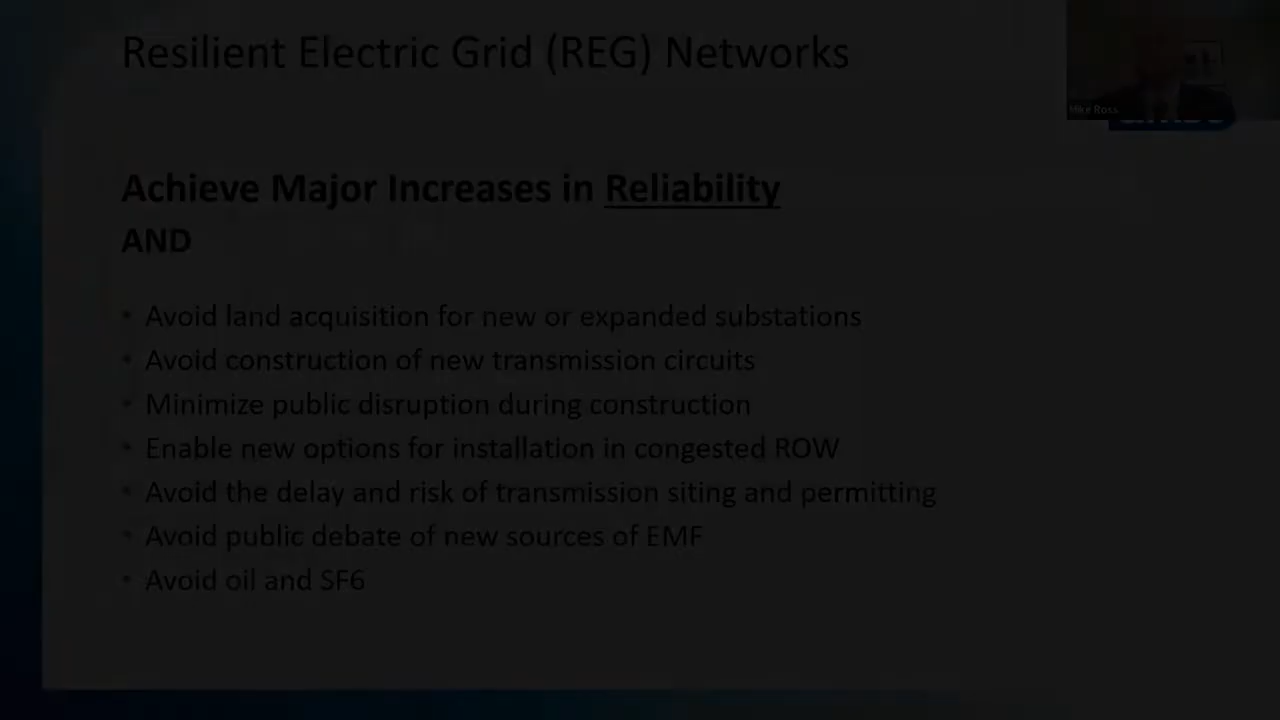 Resilient Electric Grid (REG) Networks
Mike Ross
Achieve Major Increases in Reliability
AND
• Avoid land acquisition for new or expanded substations
• Avoid construction of new transmission circuits
• Minimize public disruption during construction
• Enable new options for installation in congested ROW
• Avoid the delay and risk of transmission siting and permitting
• Avoid public debate of new sources of EMF
• Avoid oil and SF6